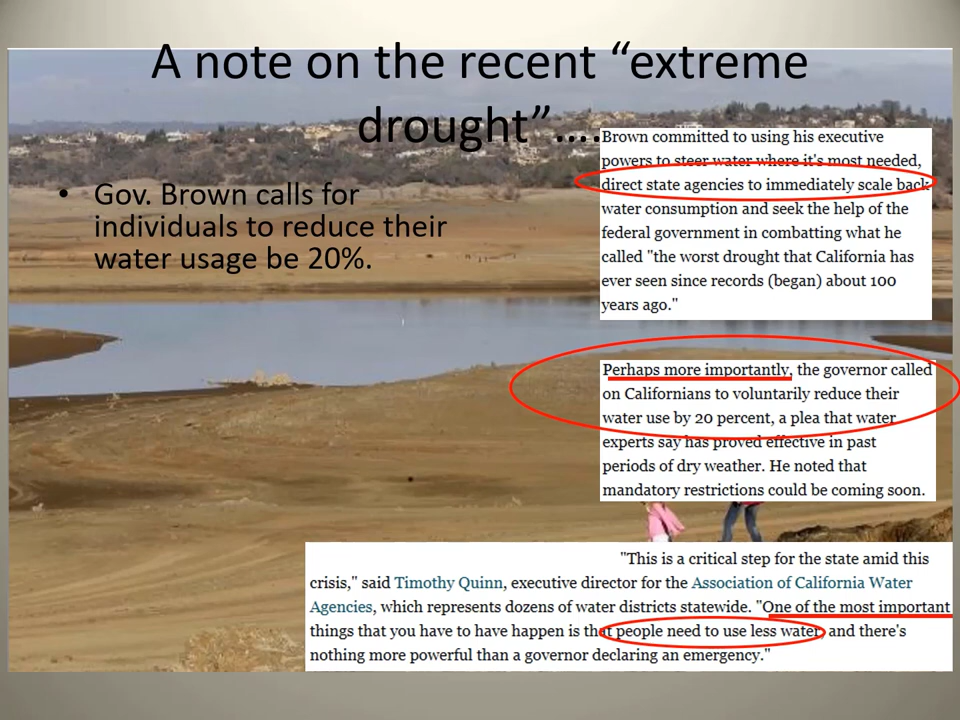 A note on the recent “extreme
drought”….
• Gov. Brown calls for
individuals to reduce their
water usage be 20%.
Brown committed to using his executive
powers to steer water where it's most needed,
direct state agencies to immediately scale back
water consumption and seek the help of the
federal government in combatting what he
called "the worst drought that California has
ever seen since records (began) about 100
years ago."
Perhaps more importantly, the governor called
on Californians to voluntarily reduce their
water use by 20 percent, a plea that water
experts say has proved effective in past
periods of dry weather. He noted that
mandatory restrictions could be coming soon.
"This is a critical step for the state amid this
crisis," said Timothy Quinn, executive director for the Association of California Water
Agencies, which represents dozens of water districts statewide. "One of the most important
things that you have to have happen is that people need to use less water, and there's
nothing more powerful than a governor declaring an emergency."